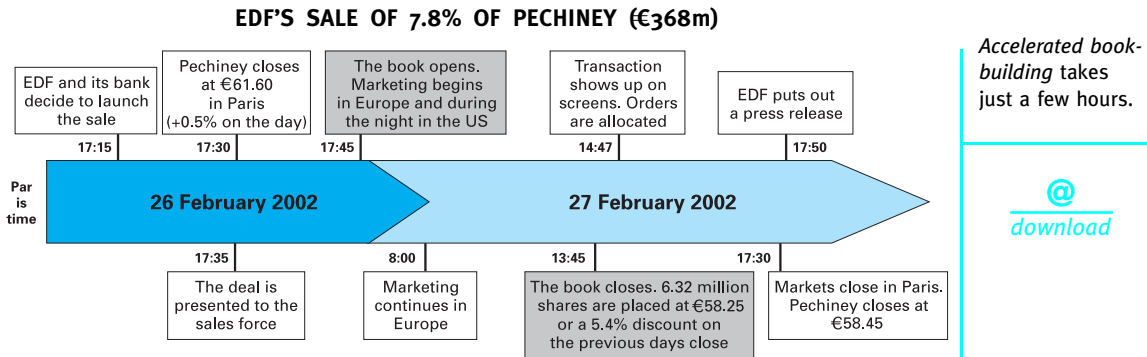 EDF'S SALE OF 7.8% OF PECHINEY (€368m)
EDF and its bank
decide to launch
the sale
17:15
Pechiney closes
at €61.60
in Paris
(+0.5% on the day)
17:30
The book opens.
Marketing begins
in Europe and during
the night in the US
17:45
Transaction
shows up on
screens. Orders
are allocated
14:47
EDF puts out
a press release
17:50
Par
is
time
26 February 2002
27 February 2002
17:35
The deal is
presented to the
sales force
8:00
Marketing
continues in
Europe
13:45
The book closes. 6.32 million
shares are placed at €58.25
or a 5.4% discount on
the previous days close
17:30
Markets close in Paris.
Pechiney closes at
€58.45
Accelerated book-
building takes
just a few hours.
@
download